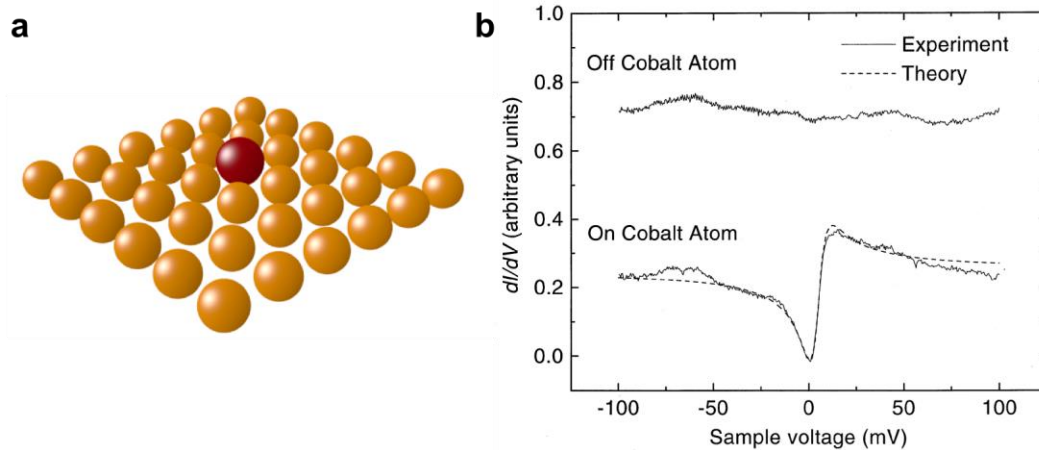 a
b
1.0
0.8
0.6
0.4
0.2
0.0
dI/dV (arbitrary units)
Experiment
Theory
Off Cobalt Atom
On Cobalt Atom
-100
-50
0
50
100
Sample voltage (mV)